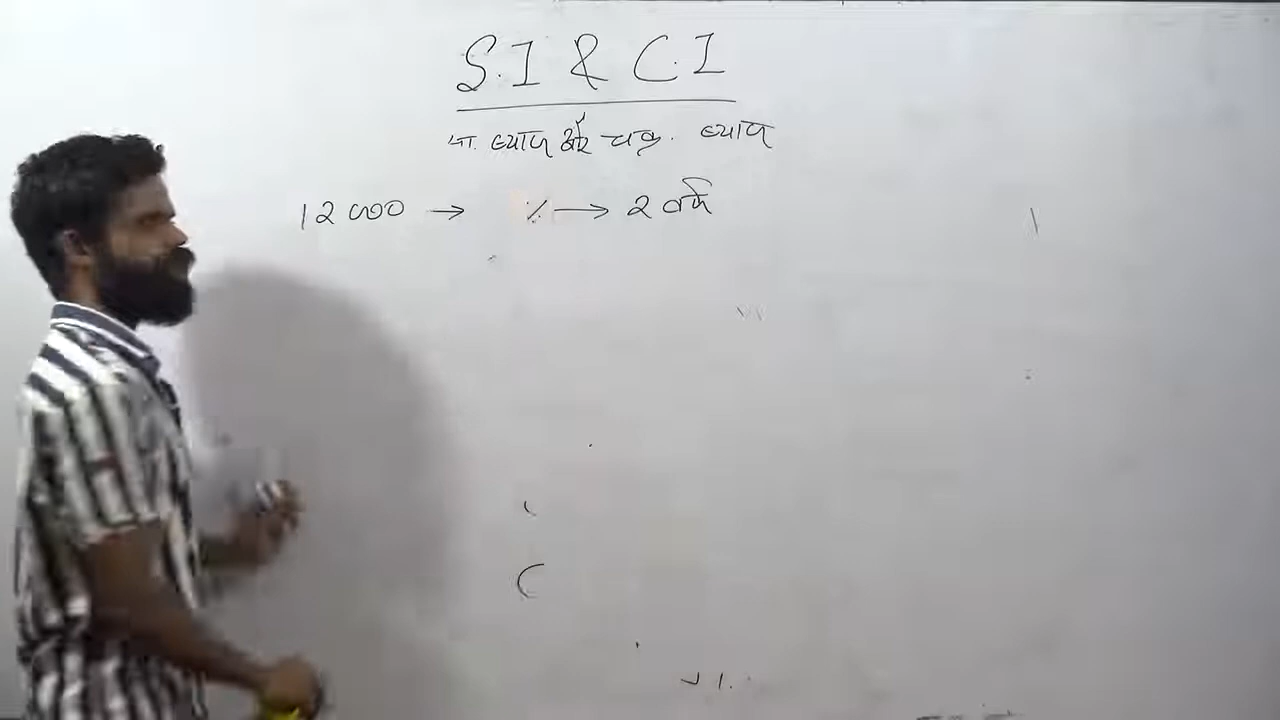 S.I & C.I
सा. ब्याज और चक्र. ब्याज
12000 → % → 2 वर्ष